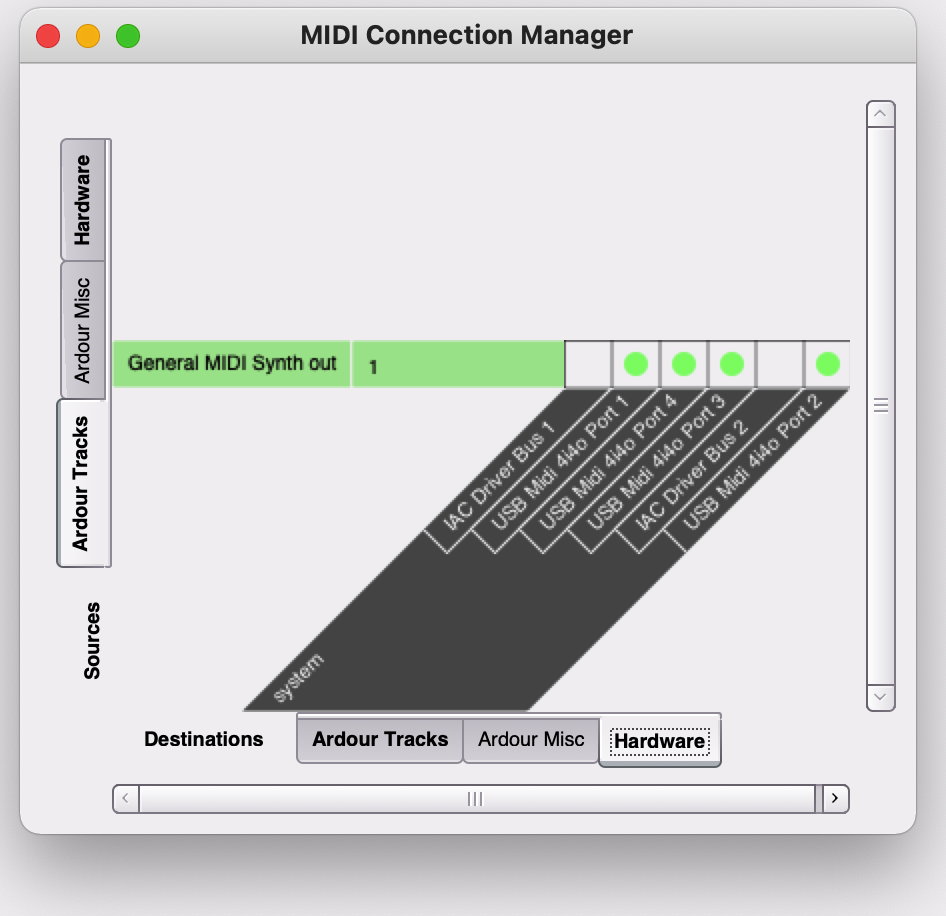 MIDI Connection Manager
Hardware
Ardour Misc
Ardour Tracks
Sources
General MIDI Synth out 1
IAC Driver Bus 1
USB Midi 4i4o Port 1
USB Midi 4i4o Port 4
USB Midi 4i4o Port 3
IAC Driver Bus 2
USB Midi 4i4o Port 2
system
Destinations Ardour Tracks Ardour Misc Hardware